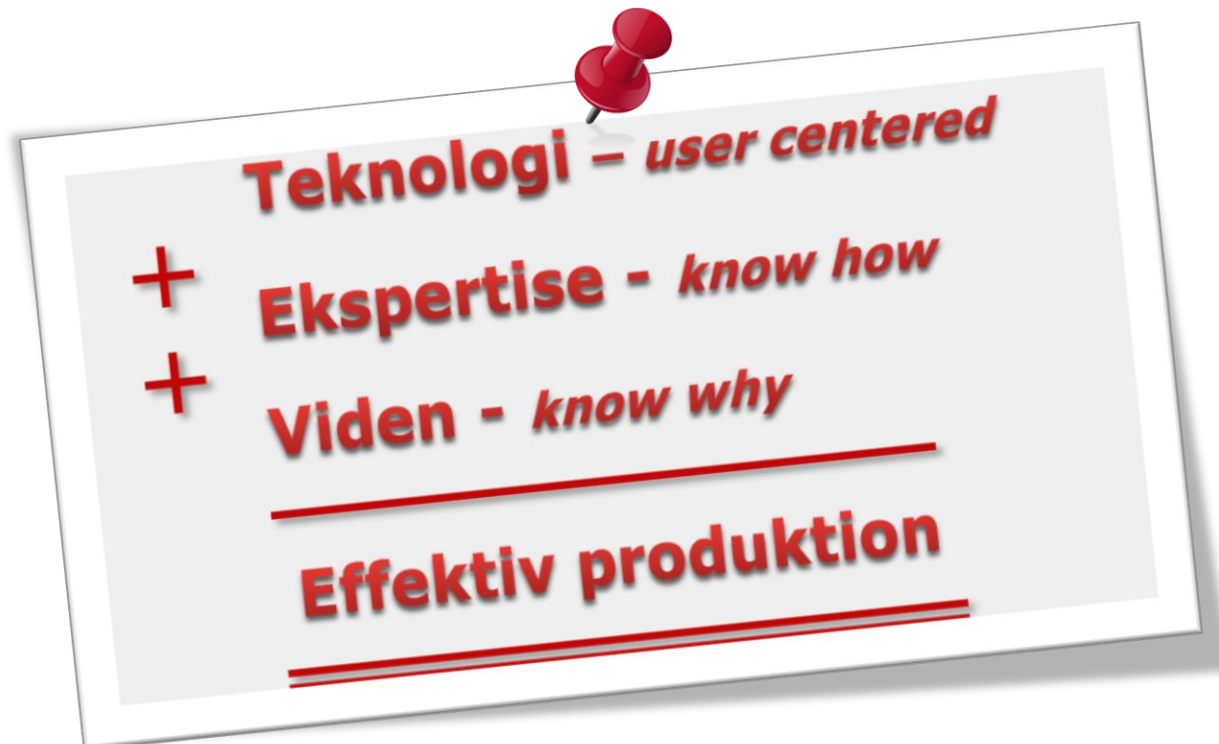 Teknologi – user centered
+ Ekspertise - know how
+ Viden - know why
Effektiv produktion